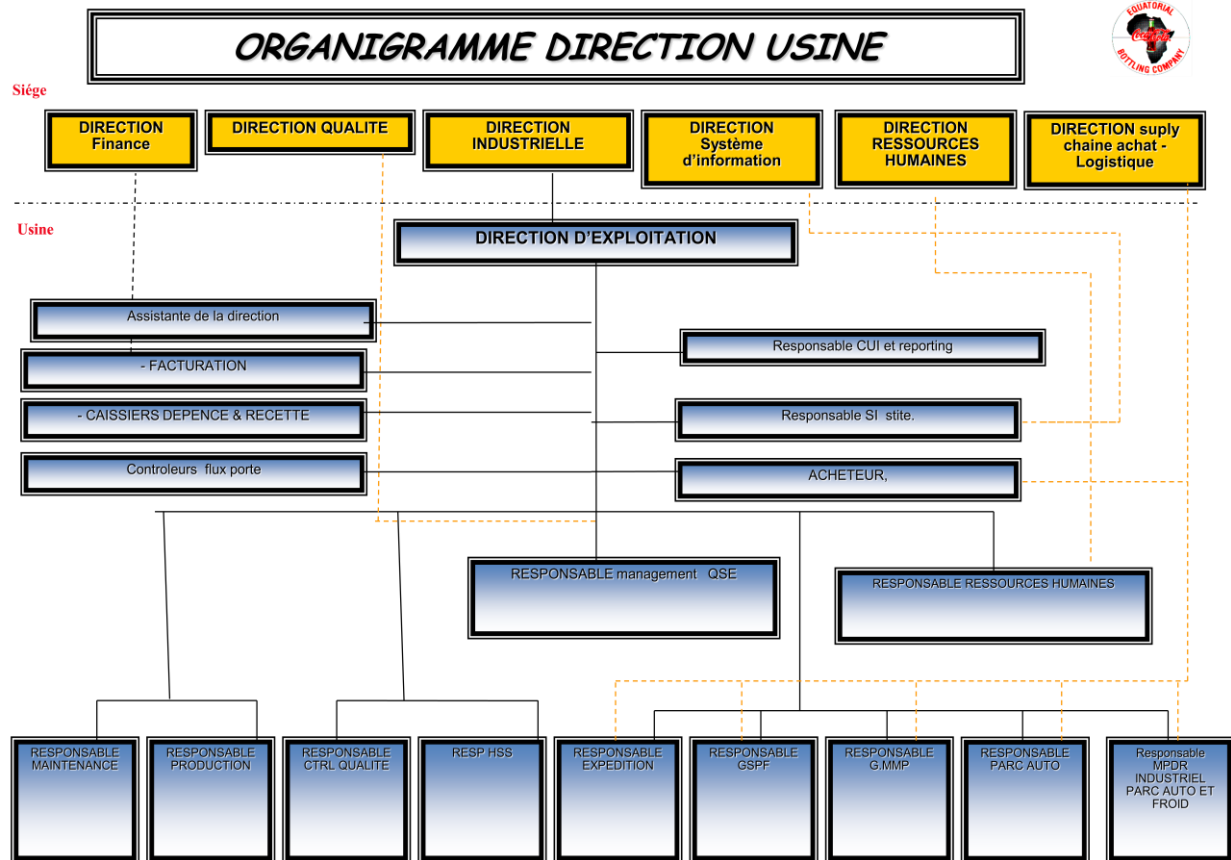 ORGANIGRAMME DIRECTION USINE
EQUATORIAL
Coca-Cola
BOTTLING COMPANY
Siége
DIRECTION
Finance
DIRECTION QUALITE
DIRECTION
INDUSTRIELLE
DIRECTION
Système
d'information
DIRECTION
RESSOURCES
HUMAINES
DIRECTION suply
chaine achat -
Logistique
Usine
DIRECTION D'EXPLOITATION
Assistante de la direction
Responsable CUI et reporting
- FACTURATION
- CAISSIERS DEPENCE & RECETTE
Responsable SI stite.
Controleurs flux porte
ACHETEUR,
RESPONSABLE management QSE
RESPONSABLE RESSOURCES HUMAINES
RESPONSABLE
MAINTENANCE
RESPONSABLE
PRODUCTION
RESPONSABLE
CTRL QUALITE
RESP HSS
RESPONSABLE
EXPEDITION
RESPONSABLE
GSPF
RESPONSABLE
G.MMP
RESPONSABLE
PARC AUTO
Responsable
MPDR
INDUSTRIEL
PARC AUTO ET
FROID